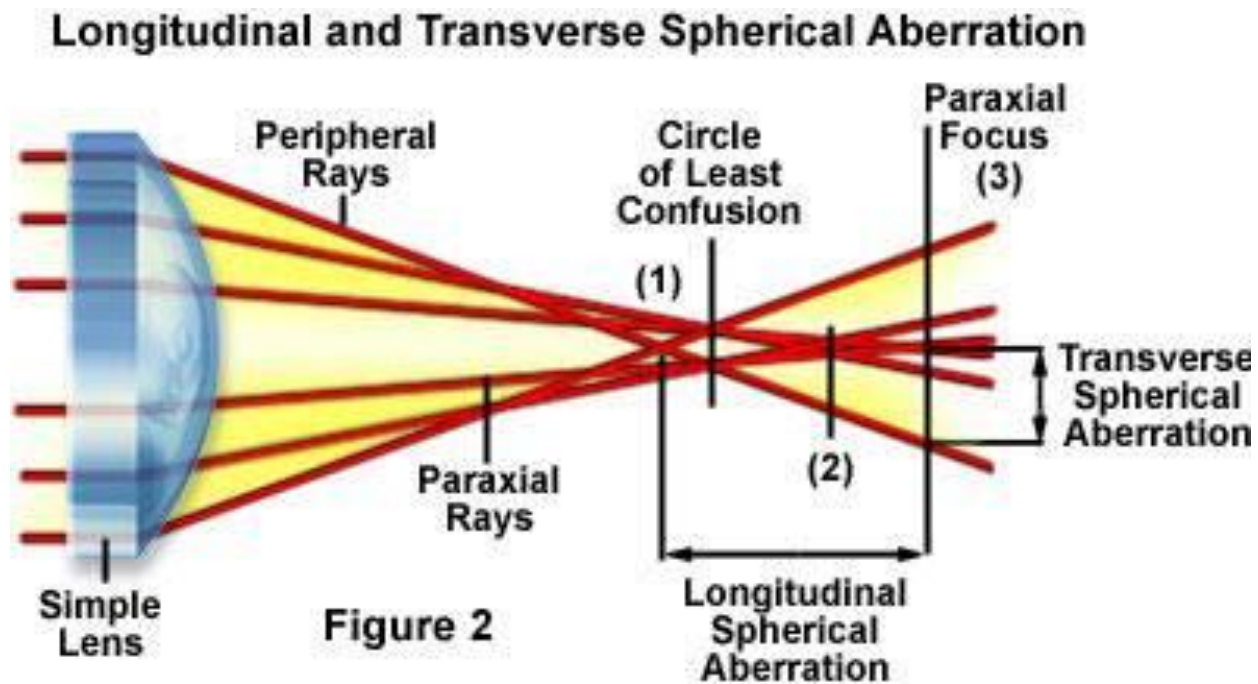 Longitudinal and Transverse Spherical Aberration
Peripheral
Rays
Circle
of Least
Confusion
Paraxial
Focus
(3)
(1)
Transverse
Spherical
Aberration
(2)
Paraxial
Rays
Simple
Lens
Figure 2
Longitudinal
Spherical
Aberration